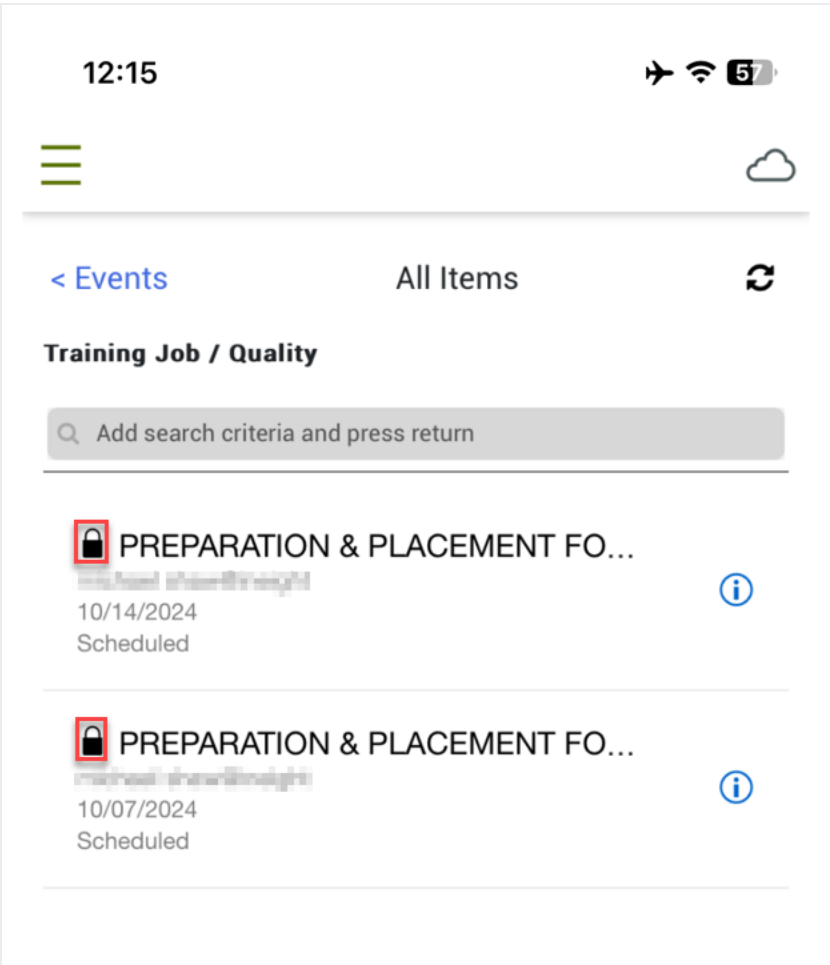 12:15
57
< Events
All Items
Training Job / Quality
Add search criteria and press return
PREPARATION & PLACEMENT FO...
10/14/2024
Scheduled
PREPARATION & PLACEMENT FO...
10/07/2024
Scheduled